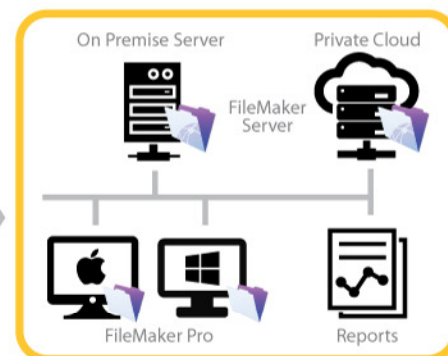 On Premise Server
Private Cloud
FileMaker
Server
FileMaker Pro
Reports